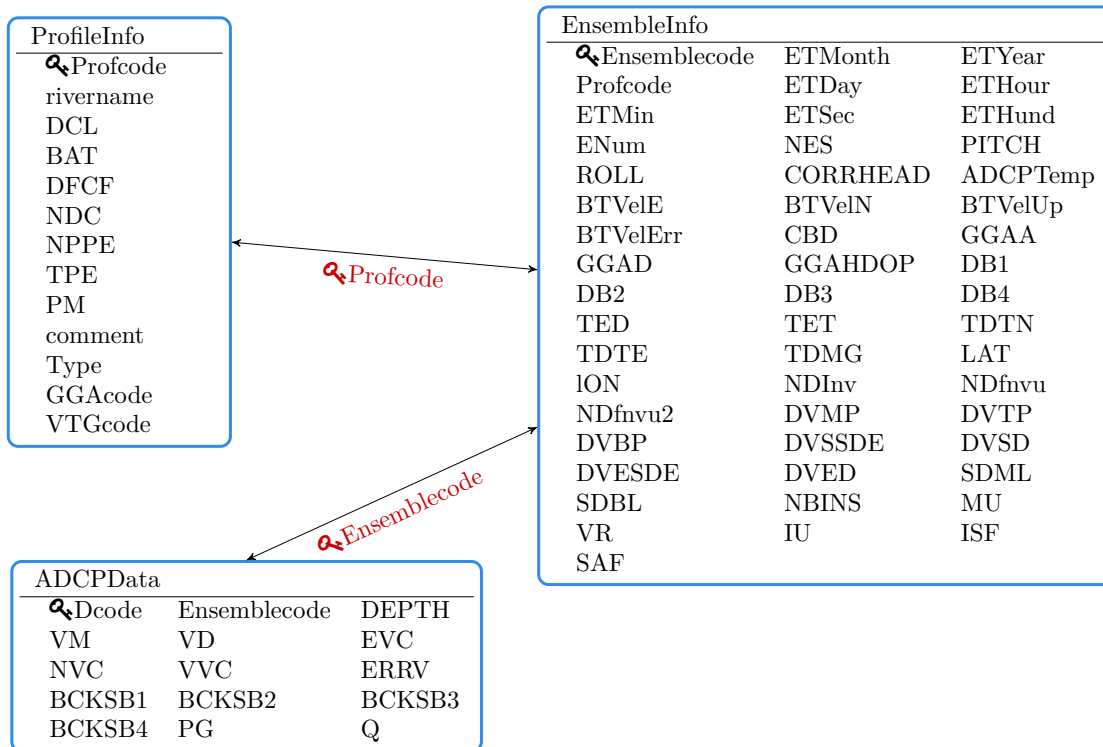 ProfileInfo
Profcode
rivername
DCL
BAT
DFCF
NDC
NPPE
TPE
PM
comment
Type
GGAcode
VTGcode
Profcode
EnsembleInfo
Ensemblecode ETMonth ETYear
Profcode ETDay ETHour
ETMin ETSec ETHund
ENum NES PITCH
ROLL CORRHEAD ADCPTemp
BTVelE BTVelN BTVelUp
BTVelErr CBD GGAA
GGAD GGAHDOP DB1
DB2 DB3 DB4
TED TET TDTN
TDTE TDMG LAT
lON NDInv NDfnvu
NDfnvu2 DVMP DVTP
DVBP DVSSDE DVSD
DVESDE DVED SDML
SDBL NBINS MU
VR IU ISF
SAF
Ensemblecode
ADCPData
Dcode Ensemblecode DEPTH
VM VD EVC
NVC VVC ERRV
BCKSB1 BCKSB2 BCKSB3
BCKSB4 PG Q